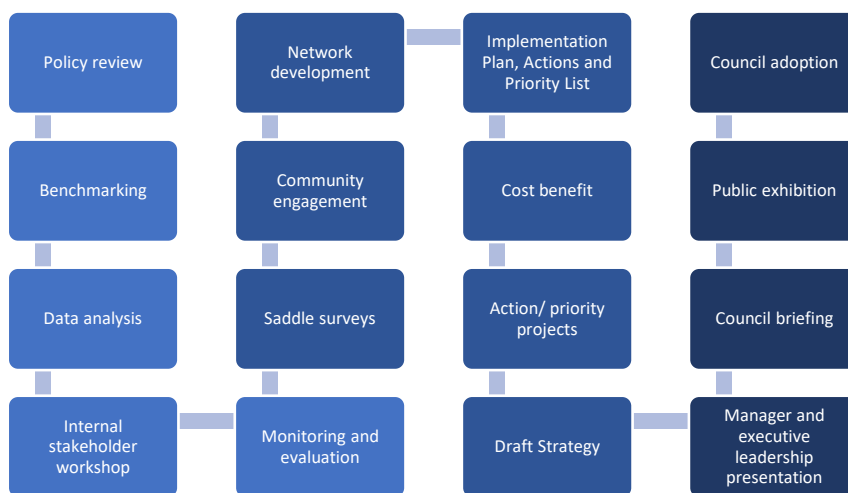 Policy review
Benchmarking
Data analysis
Internal
stakeholder
workshop
Monitoring and
evaluation
Saddle surveys
Community
engagement
Network
development
Implementation
Plan, Actions and
Priority List
Cost benefit
Action/ priority
projects
Draft Strategy
Manager and
executive
leadership
presentation
Council briefing
Public exhibition
Council adoption